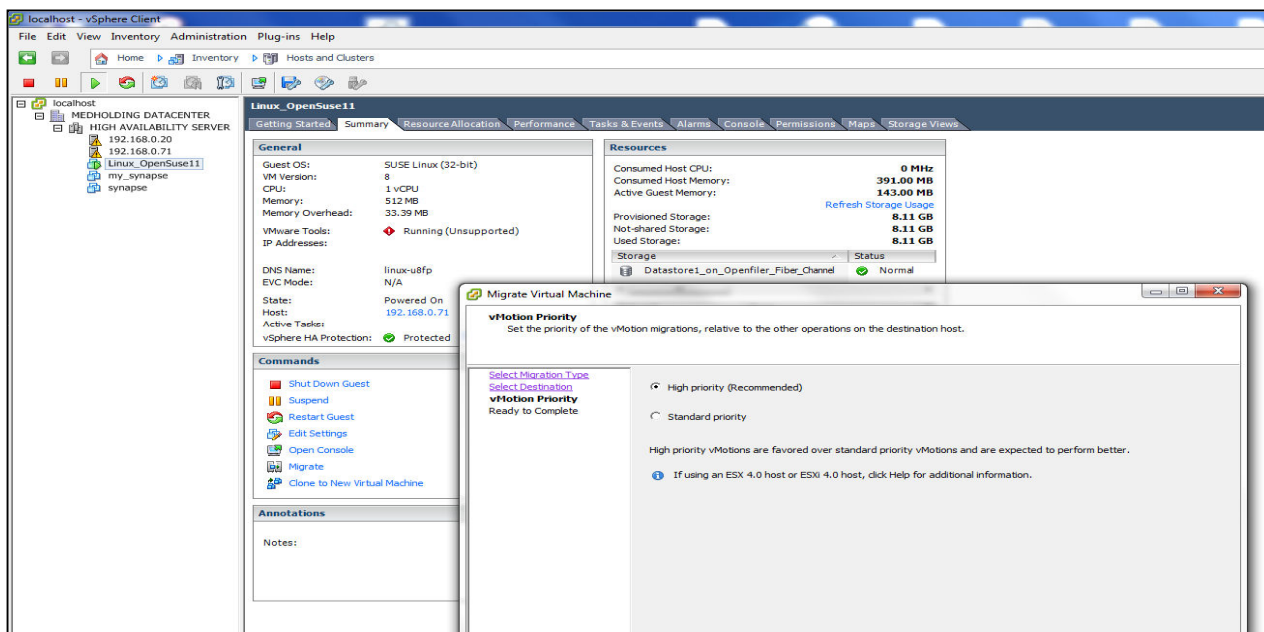 localhost - vSphere Client
File Edit View Inventory Administration Plug-ins Help
Home Inventory Hosts and Clusters
localhost
MEDHOLDING DATACENTER
HIGH AVAILABILITY SERVER
192.168.0.20
192.168.0.71
Linux_OpenSuse11
my_synapse
synapse
Linux_OpenSuse11
Getting Started Summary Resource Allocation Performance Tasks & Events Alarms Console Permissions Maps Storage Views
General
Guest OS: SUSE Linux (32-bit)
VM Version: 8
CPU: 1 vCPU
Memory: 512 MB
Memory Overhead: 33.39 MB
VMware Tools: Running (Unsupported)
IP Addresses:
DNS Name: linux-u8fp
EVC Mode: N/A
State: Powered On
Host: 192.168.0.71
Active Tasks:
vSphere HA Protection: Protected
Commands
Shut Down Guest
Suspend
Restart Guest
Edit Settings
Open Console
Migrate
Clone to New Virtual Machine
Annotations
Notes:
Resources
Consumed Host CPU: 0 MHz
Consumed Host Memory: 391.00 MB
Active Guest Memory: 143.00 MB
Refresh Storage Usage
Provisioned Storage: 8.11 GB
Not-shared Storage: 8.11 GB
Used Storage: 8.11 GB
Storage Status
Datastore1_on_Openfiler_Fiber_Channel Normal
Migrate Virtual Machine
vMotion Priority
Set the priority of the vMotion migrations, relative to the other operations on the destination host.
Select Migration Type
Select Destination
vMotion Priority
Ready to Complete
High priority (Recommended)
Standard priority
High priority vMotions are favored over standard priority vMotions and are expected to perform better.
If using an ESX 4.0 host or ESXi 4.0 host, click Help for additional information.